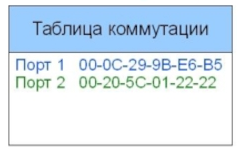 Таблица коммутации
Порт 1 00-0C-29-9B-E6-B5
Порт 2 00-20-5C-01-22-22